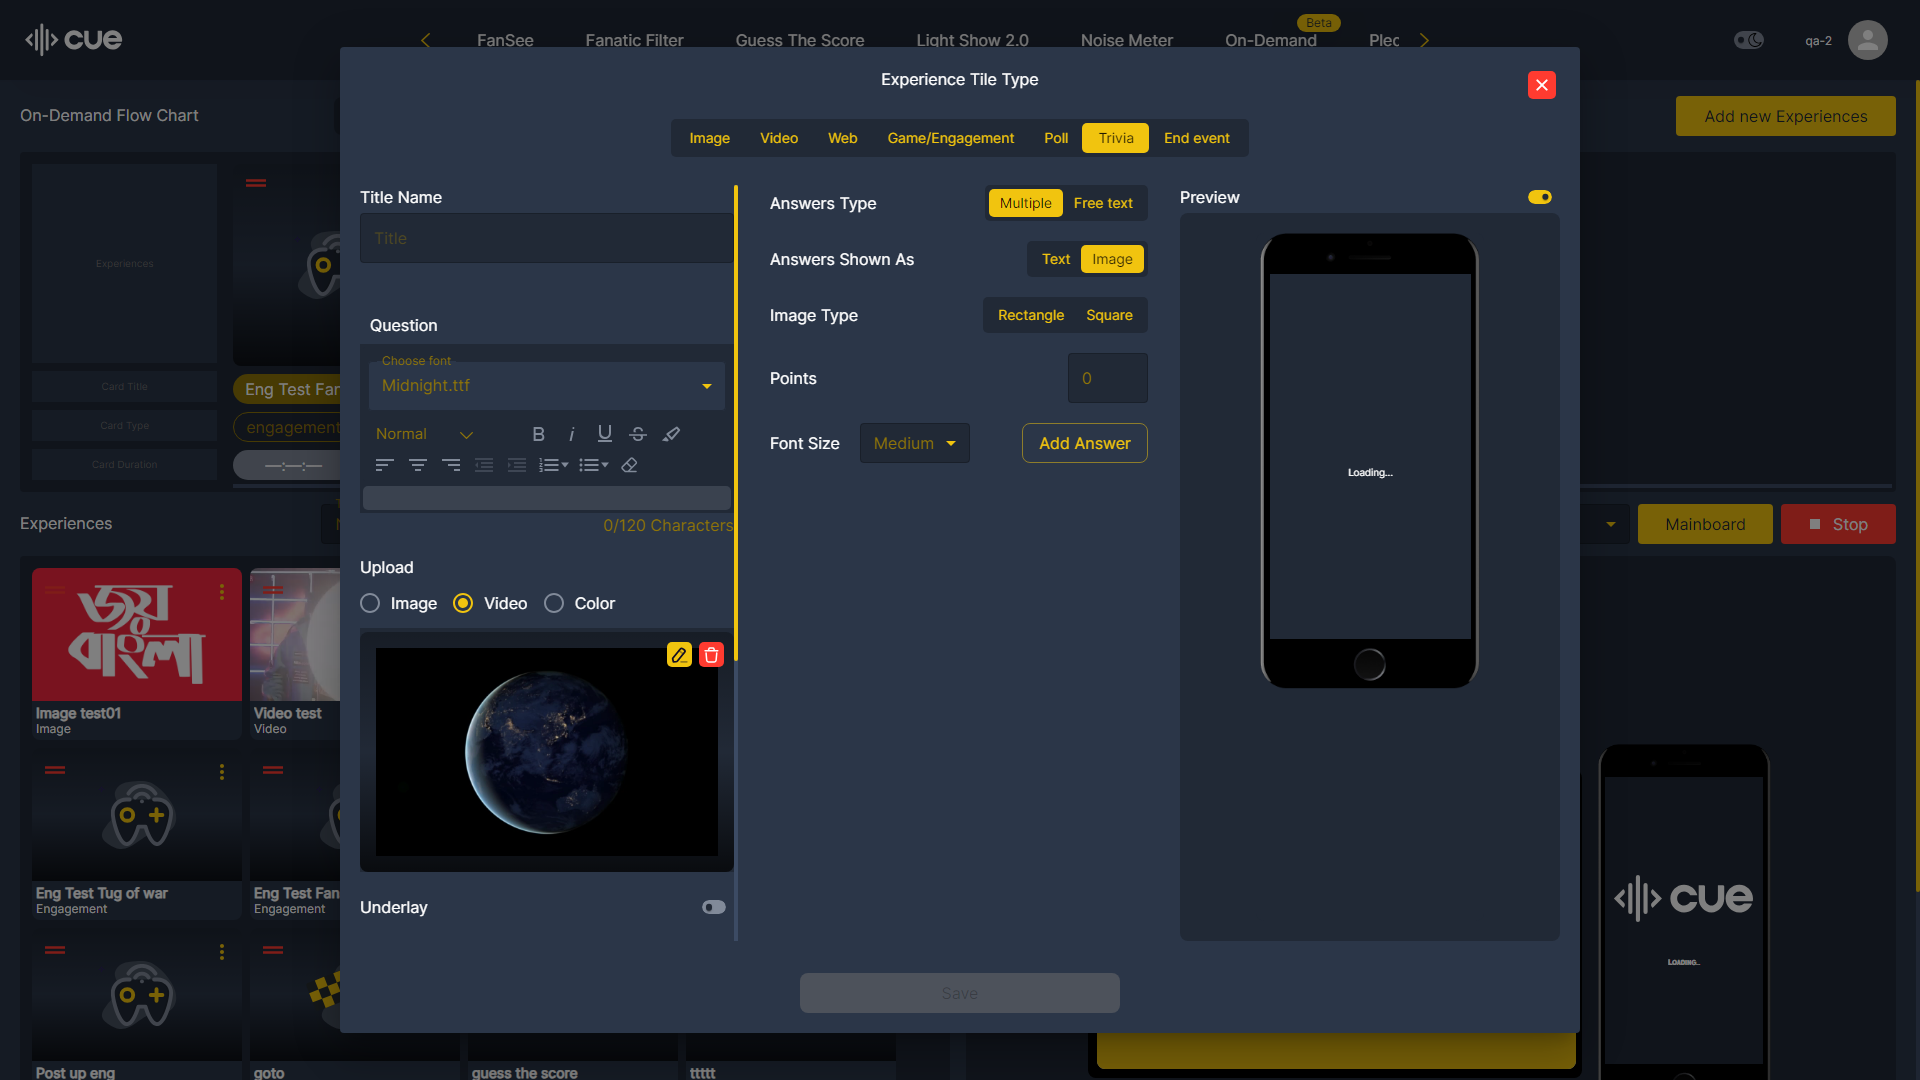 cue
FanSee
Fanatic Filter
Guess The Score
Light Show 2.0
Noise Meter
Beta
On-Demand
Plec
qa-2
Experience Tile Type
On-Demand Flow Chart
Add new Experiences
Image
Video
Web
Game/Engagement
Poll
Trivia
End event
Experiences
Card Title
Card Type
Card Duration
Eng Test Fan
engagement
Title Name
Title
Question
Choose font
Midnight.ttf
Normal
0/120 Characters
Upload
Image
Video
Color
Underlay
Answers Type
Multiple
Free text
Answers Shown As
Text
Image
Image Type
Rectangle
Square
Points
0
Font Size
Medium
Add Answer
Preview
Loading...
Save
Experiences
Mainboard
Stop
জয়
বাংলা
Image test01
Image
Video test
Video
Eng Test Tug of war
Engagement
Eng Test Fan
Engagement
Post up eng
goto
guess the score
ttttt
cue
Loading...